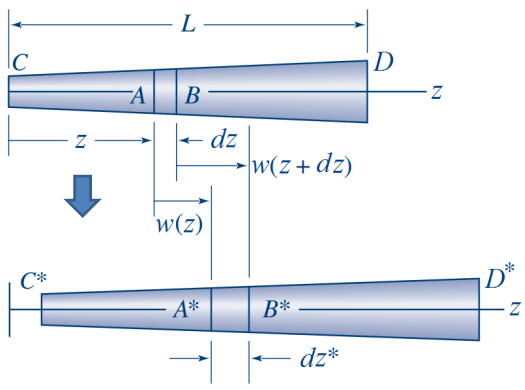 L
C D
A B z
z dz
w(z + dz)
w(z)
C* D*
A* B* z
dz*